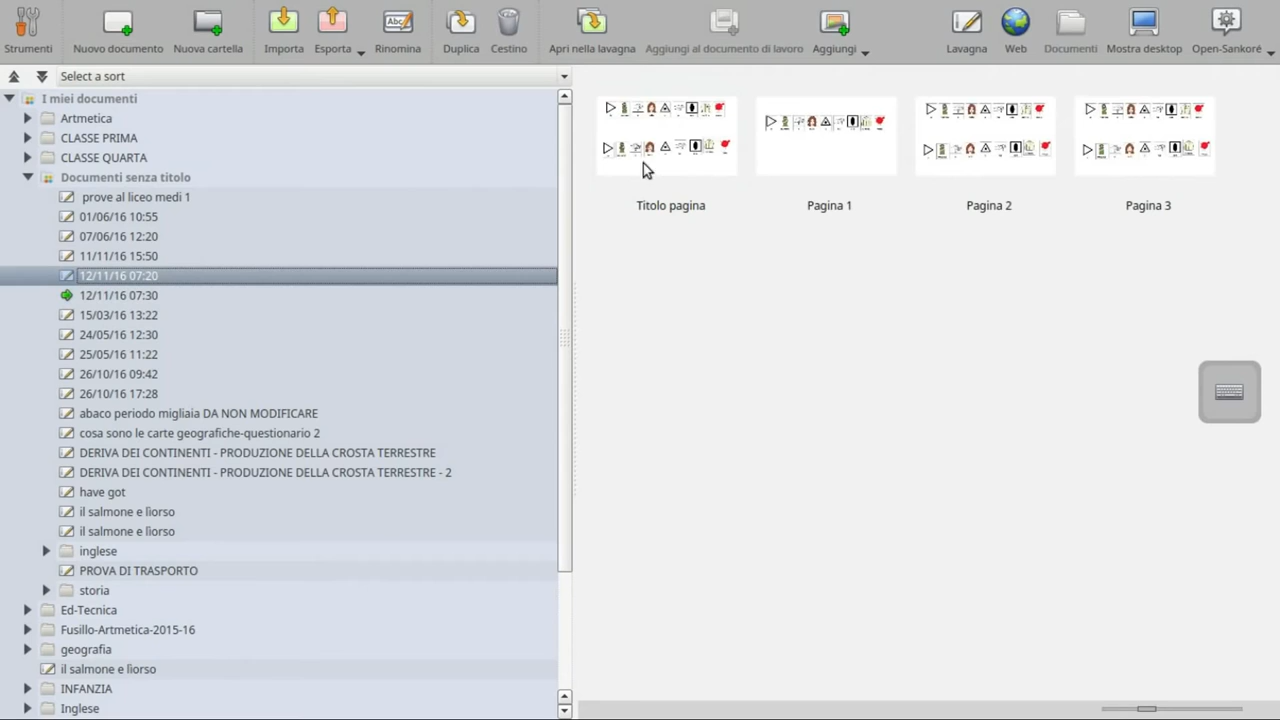 Strumenti Nuovo documento Nuova cartella Importa Esporta Rinomina Duplica Cestino Apri nella lavagna Aggiungi al documento di lavoro Aggiungi Lavagna Web Documenti Mostra desktop Open-Sankoré
Select a sort
I miei documenti
Artmetica
CLASSE PRIMA
CLASSE QUARTA
Documenti senza titolo
prove al liceo medi 1
01/06/16 10:55
07/06/16 12:20
11/11/16 15:50
12/11/16 07:20
12/11/16 07:30
15/03/16 13:22
24/05/16 12:30
25/05/16 11:22
26/10/16 09:42
26/10/16 17:28
abaco periodo migliaia DA NON MODIFICARE
cosa sono le carte geografiche-questionario 2
DERIVA DEI CONTINENTI - PRODUZIONE DELLA CROSTA TERRESTRE
DERIVA DEI CONTINENTI - PRODUZIONE DELLA CROSTA TERRESTRE - 2
have got
il salmone e lìorso
il salmone e lìorso
inglese
PROVA DI TRASPORTO
storia
Ed-Tecnica
Fusillo-Artmetica-2015-16
geografia
il salmone e lìorso
INFANZIA
Inglese
Titolo pagina Pagina 1 Pagina 2 Pagina 3